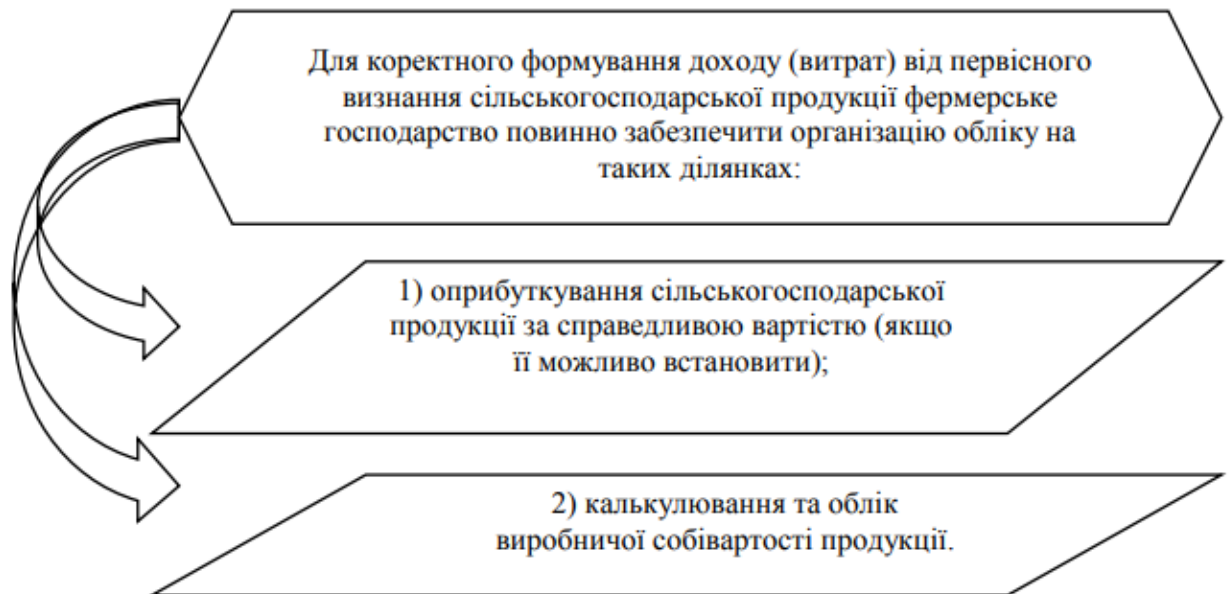 Для коректного формування доходу (витрат) від первісного
визнання сільськогосподарської продукції фермерське
господарство повинно забезпечити організацію обліку на
таких ділянках:
1) оприбуткування сільськогосподарської
продукції за справедливою вартістю (якщо
її можливо встановити);
2) калькулювання та облік
виробничої собівартості продукції.